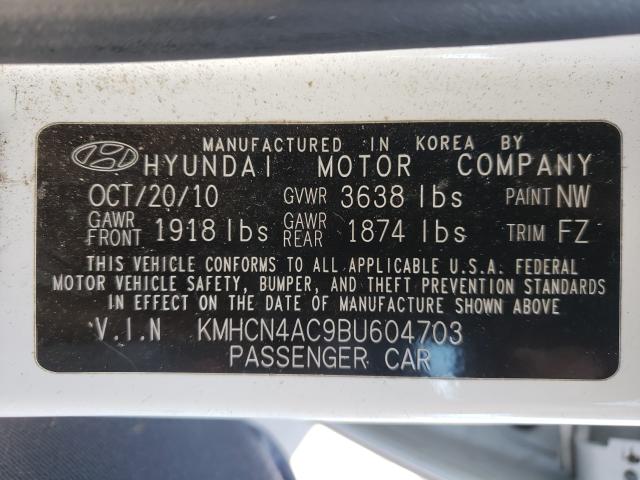 MANUFACTURED IN KOREA BY
HYUNDAI MOTOR COMPANY
OCT/20/10 GVWR 3638 lbs PAINT NW
GAWR FRONT 1918 lbs GAWR REAR 1874 lbs TRIM FZ
THIS VEHICLE CONFORMS TO ALL APPLICABLE U.S.A. FEDERAL
MOTOR VEHICLE SAFETY, BUMPER, AND THEFT PREVENTION STANDARDS
IN EFFECT ON THE DATE OF MANUFACTURE SHOWN ABOVE
V.I.N KMHCN4AC9BU604703
PASSENGER CAR